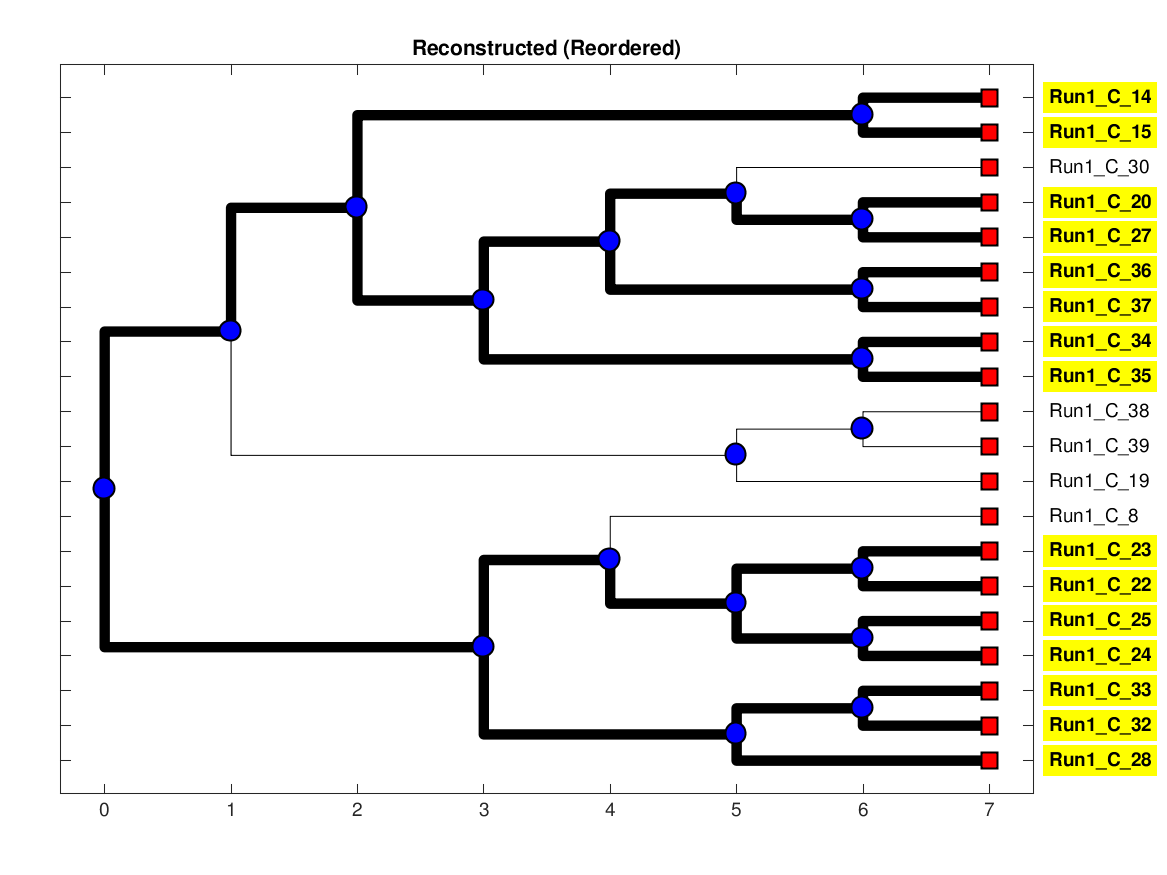 Reconstructed (Reordered)
Run1_C_14
Run1_C_15
Run1_C_30
Run1_C_20
Run1_C_27
Run1_C_36
Run1_C_37
Run1_C_34
Run1_C_35
Run1_C_38
Run1_C_39
Run1_C_19
Run1_C_8
Run1_C_23
Run1_C_22
Run1_C_25
Run1_C_24
Run1_C_33
Run1_C_32
Run1_C_28
0 1 2 3 4 5 6 7